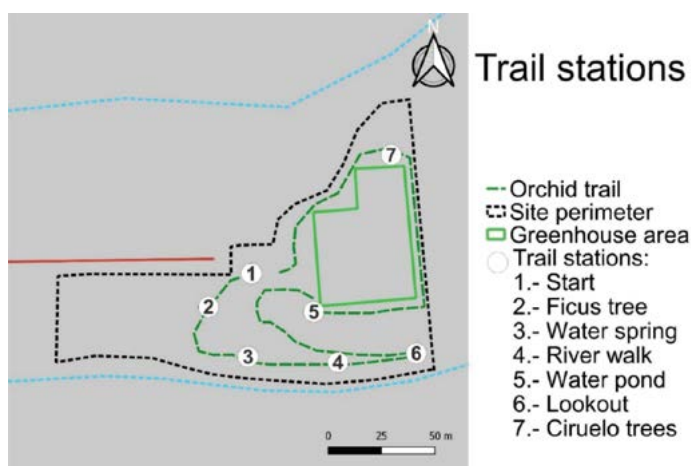 N
Trail stations
7
1
2
5
3
4
6
0 25 50 m
Orchid trail
Site perimeter
Greenhouse area
Trail stations:
1.- Start
2.- Ficus tree
3.- Water spring
4.- River walk
5.- Water pond
6.- Lookout
7.- Ciruelo trees